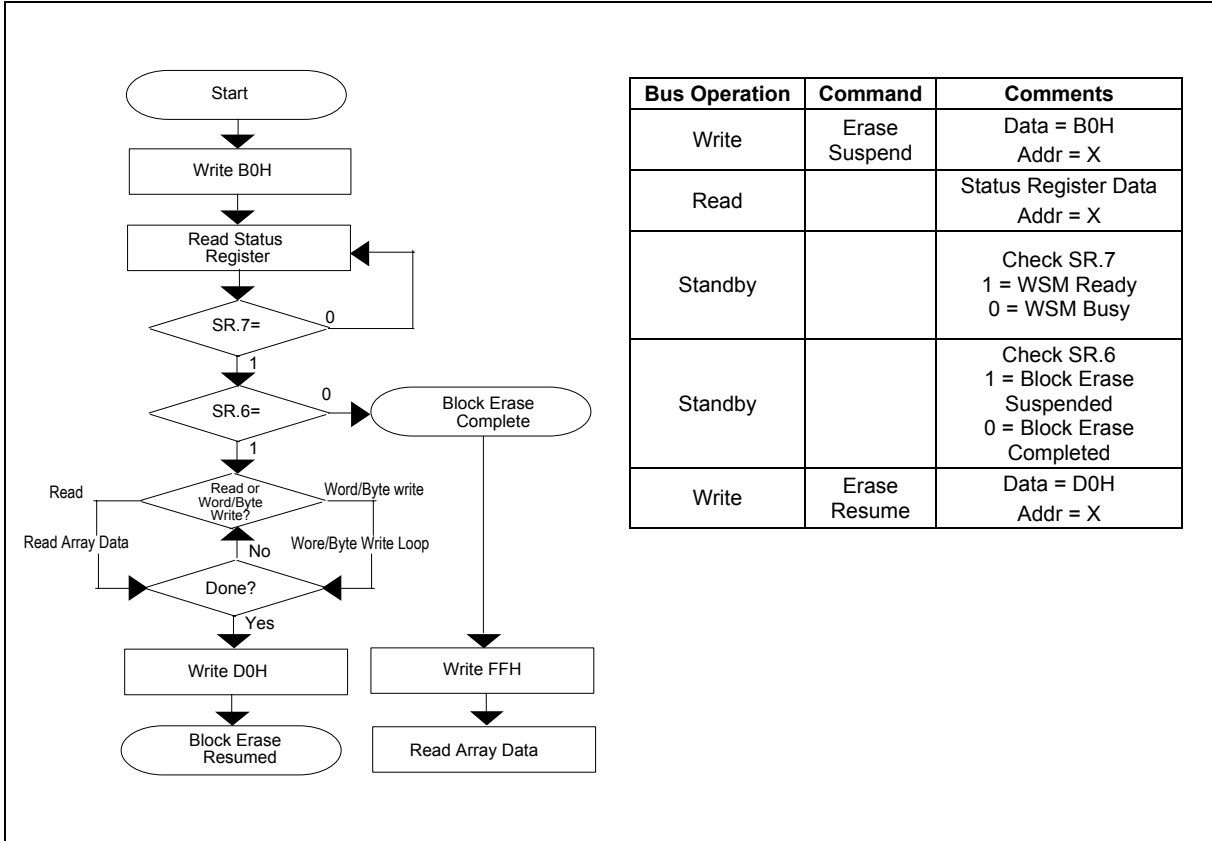 Start
Write B0H
Read Status
Register
SR.7=
0
1
SR.6=
0
1
Block Erase
Complete
Read or
Word/Byte
Write?
Read
Word/Byte write
Read Array Data
Wore/Byte Write Loop
No
Done?
Yes
Write D0H
Write FFH
Block Erase
Resumed
Read Array Data
Bus Operation Command Comments
Write
Erase
Suspend
Data = B0H
Addr = X
Read
Status Register Data
Addr = X
Standby
Check SR.7
1 = WSM Ready
0 = WSM Busy
Standby
Check SR.6
1 = Block Erase
Suspended
0 = Block Erase
Completed
Write
Erase
Resume
Data = D0H
Addr = X